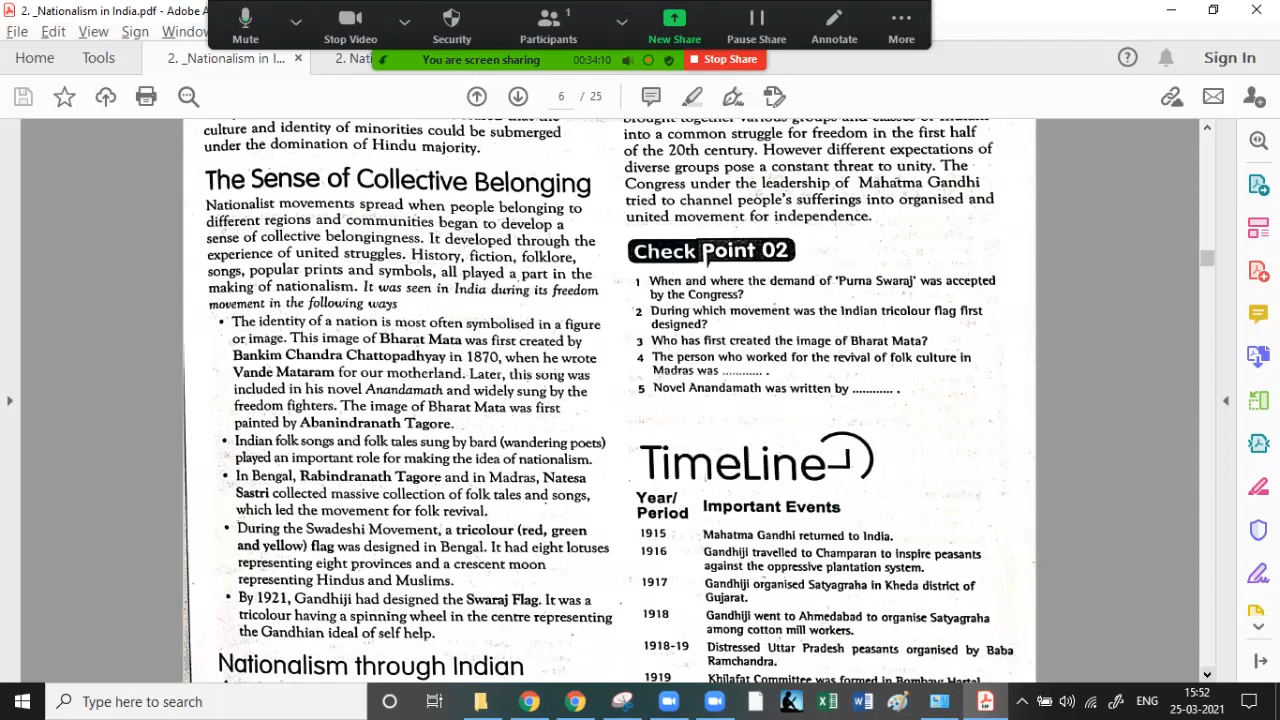 2. _Nationalism in India.pdf - Adobe A
File Edit View Sign Window
Mute
Stop Video
Security
1
Participants
New Share
Pause Share
Annotate
More
You are screen sharing
00:34:10
Stop Share
Home
Tools
2. _Nationalism in I...
2. Nati
Sign In
6 / 25
culture and identity of minorities could be submerged
under the domination of Hindu majority.
The Sense of Collective Belonging
Nationalist movements spread when people belonging to
different regions and communities began to develop a
sense of collective belongingness. It developed through the
experience of united struggles. History, fiction, folklore,
songs, popular prints and symbols, all played a part in the
making of nationalism. It was seen in India during its freedom
movement in the following ways
• The identity of a nation is most often symbolised in a figure
or image. This image of Bharat Mata was first created by
Bankim Chandra Chattopadhyay in 1870, when he wrote
Vande Mataram for our motherland. Later, this song was
included in his novel Anandamath and widely sung by the
freedom fighters. The image of Bharat Mata was first
painted by Abanindranath Tagore.
• Indian folk songs and folk tales sung by bard (wandering poets)
played an important role for making the idea of nationalism.
• In Bengal, Rabindranath Tagore and in Madras, Natesa
Sastri collected massive collection of folk tales and songs,
which led the movement for folk revival.
• During the Swadeshi Movement, a tricolour (red, green
and yellow) flag was designed in Bengal. It had eight lotuses
representing eight provinces and a crescent moon
representing Hindus and Muslims.
• By 1921, Gandhiji had designed the Swaraj Flag. It was a
tricolour having a spinning wheel in the centre representing
the Gandhian ideal of self help.
Nationalism through Indian
brought together various groups and classes of Indians
into a common struggle for freedom in the first half
of the 20th century. However different expectations of
diverse groups pose a constant threat to unity. The
Congress under the leadership of Mahatma Gandhi
tried to channel people's sufferings into organised and
united movement for independence.
Check Point 02
1 When and where the demand of 'Purna Swaraj' was accepted
by the Congress?
2 During which movement was the Indian tricolour flag first
designed?
3 Who has first created the image of Bharat Mata?
4 The person who worked for the revival of folk culture in
Madras was ............ .
5 Novel Anandamath was written by ............ .
TimeLine
Year/
Period
Important Events
1915 Mahatma Gandhi returned to India.
1916 Gandhiji travelled to Champaran to inspire peasants
against the oppressive plantation system.
1917 Gandhiji organised Satyagraha in Kheda district of
Gujarat.
1918 Gandhiji went to Ahmedabad to organise Satyagraha
among cotton mill workers.
1918-19 Distressed Uttar Pradesh peasants organised by Baba
Ramchandra.
1919 Khilafat Committee was formed in Bombay: Hartal
Type here to search
ENG
15:52
25-03-2021